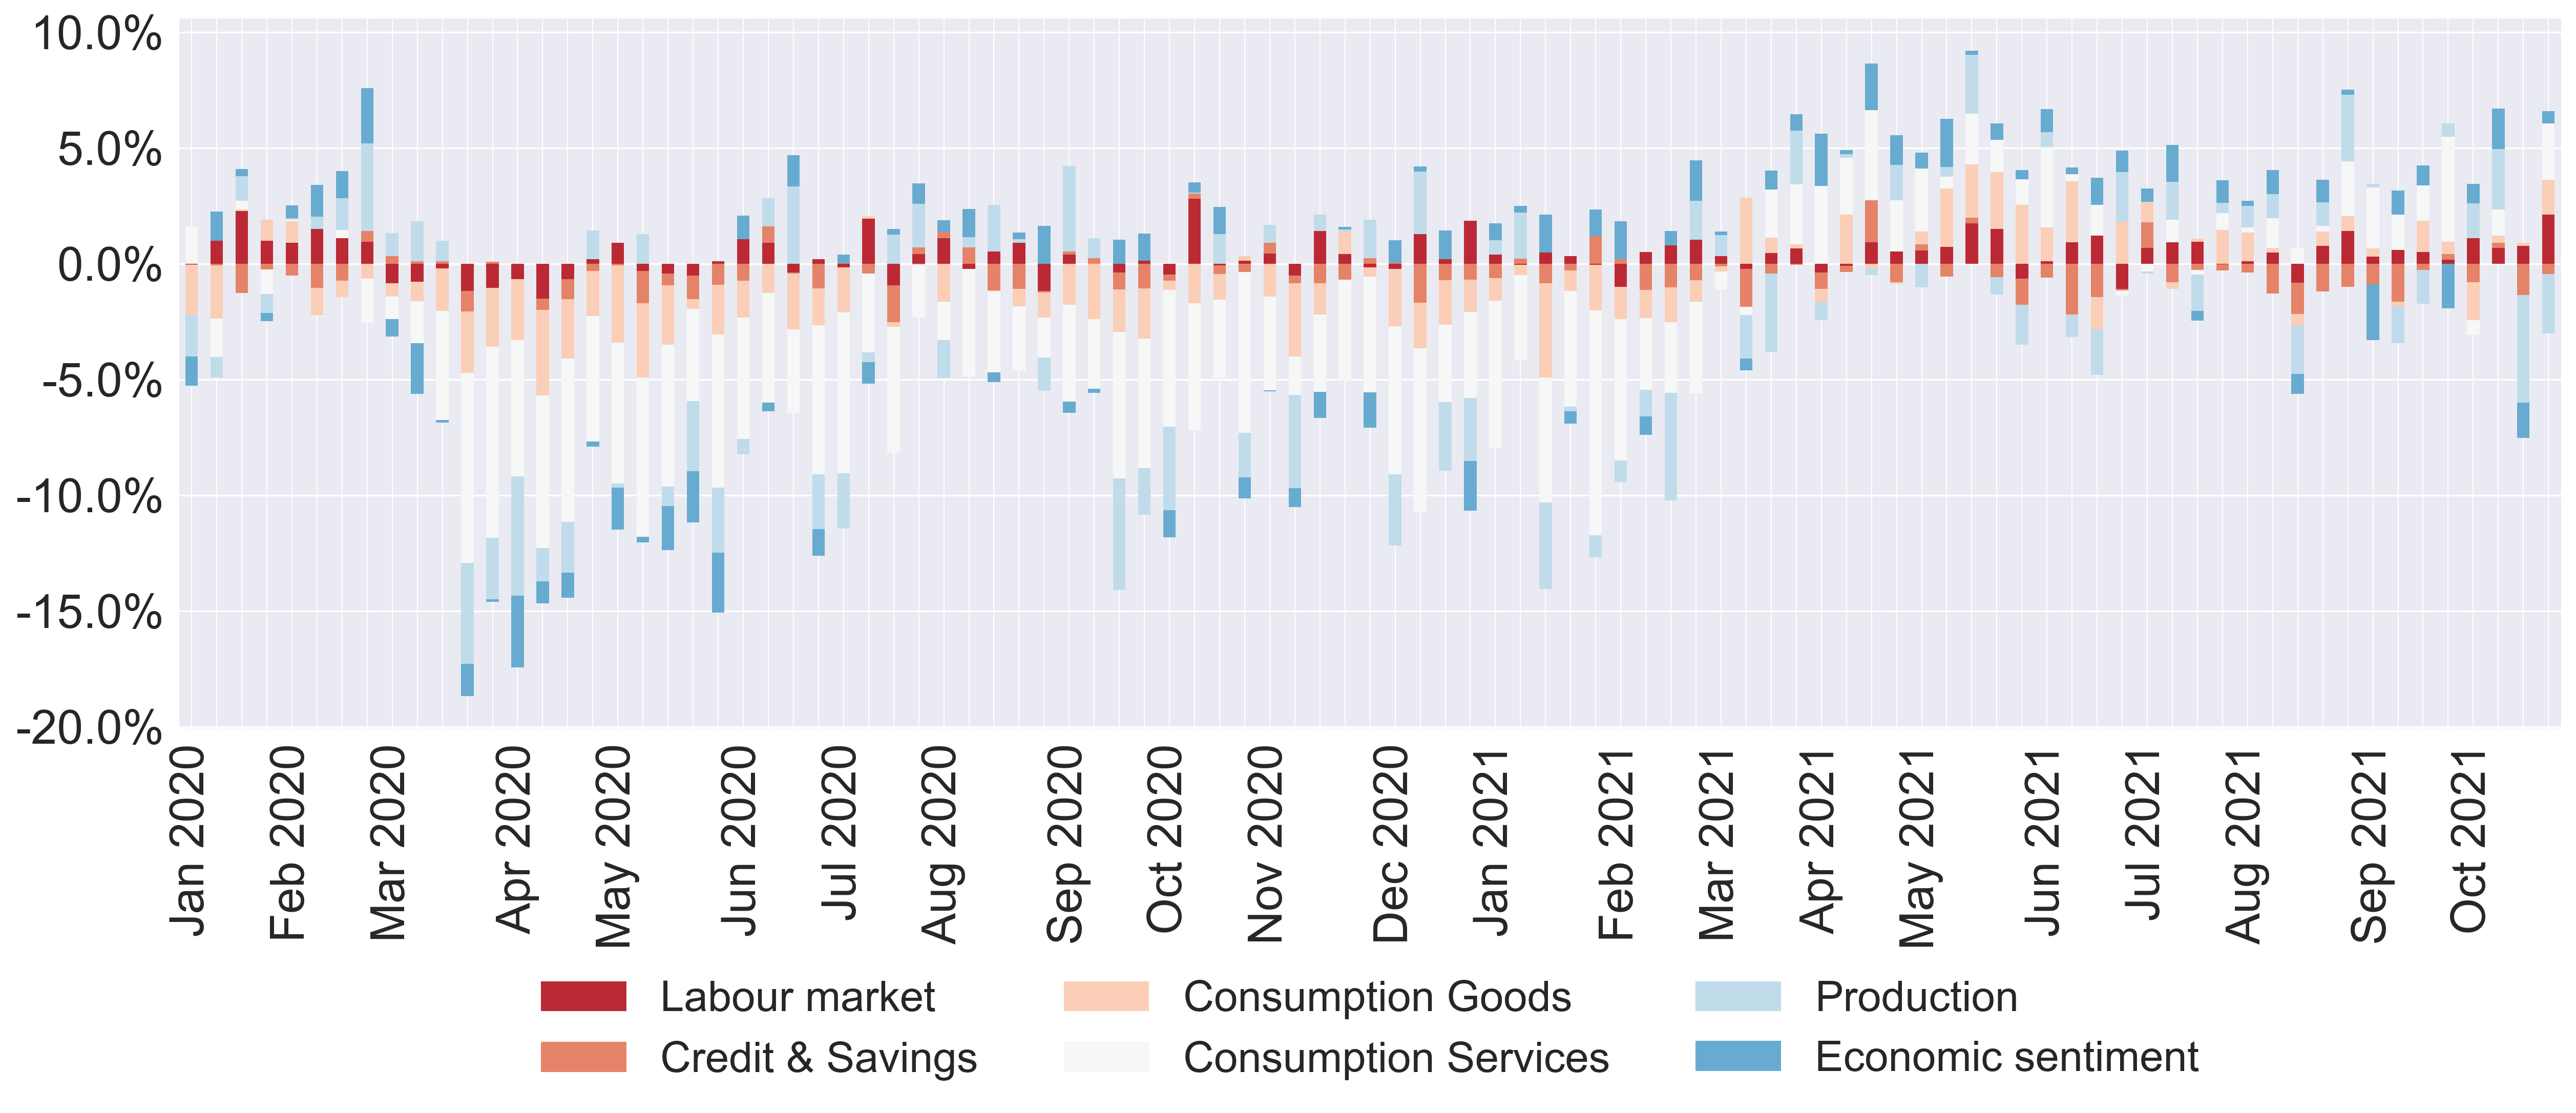 10.0%
5.0%
0.0%
-5.0%
-10.0%
-15.0%
-20.0%
Jan 2020
Feb 2020
Mar 2020
Apr 2020
May 2020
Jun 2020
Jul 2020
Aug 2020
Sep 2020
Oct 2020
Nov 2020
Dec 2020
Jan 2021
Feb 2021
Mar 2021
Apr 2021
May 2021
Jun 2021
Jul 2021
Aug 2021
Sep 2021
Oct 2021
Labour market
Consumption Goods
Production
Credit & Savings
Consumption Services
Economic sentiment